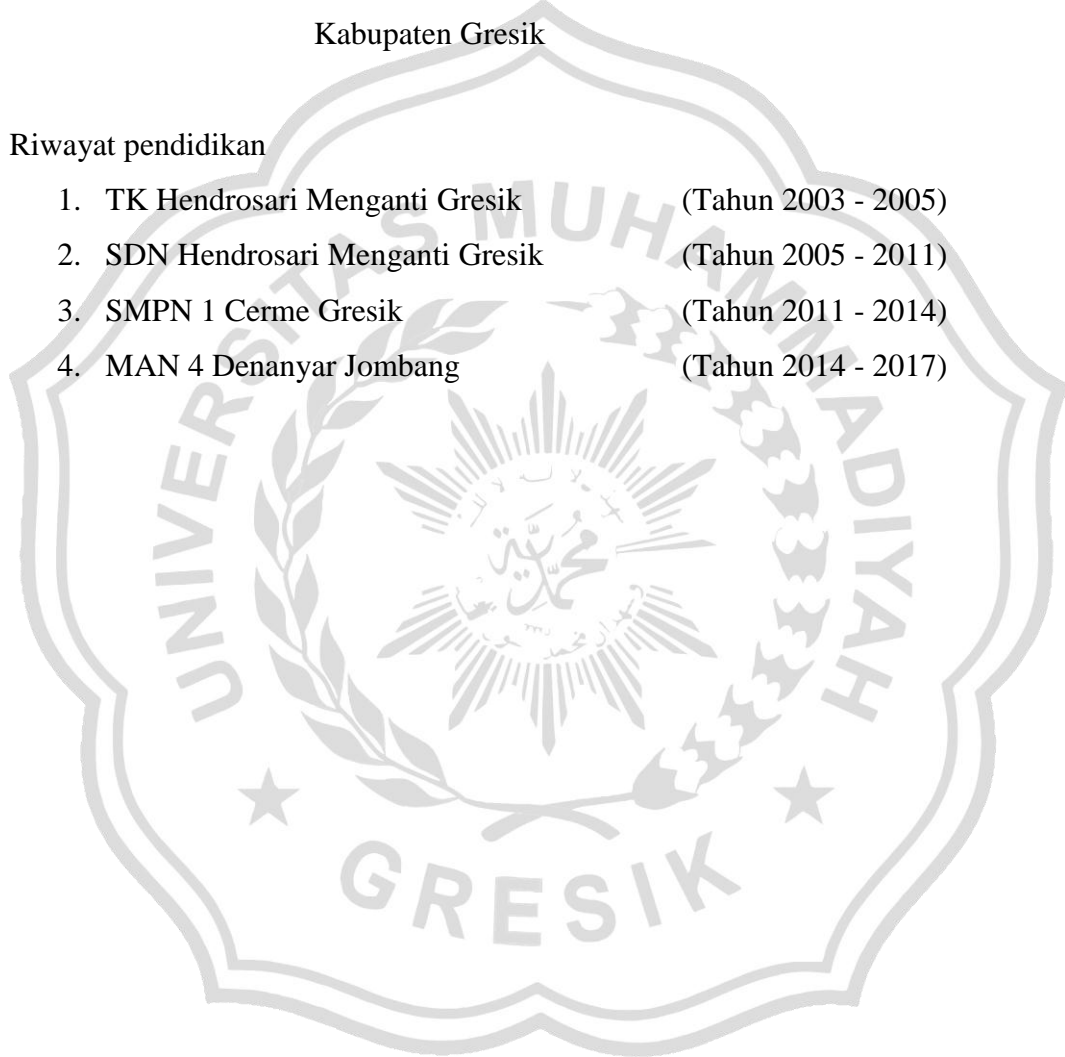 Kabupaten Gresik
Riwayat pendidikan
1. TK Hendrosari Menganti Gresik (Tahun 2003 - 2005)
2. SDN Hendrosari Menganti Gresik (Tahun 2005 - 2011)
3. SMPN 1 Cerme Gresik (Tahun 2011 - 2014)
4. MAN 4 Denanyar Jombang (Tahun 2014 - 2017)
UNIVERSITAS MUHAMMADIYAH
GRESIK